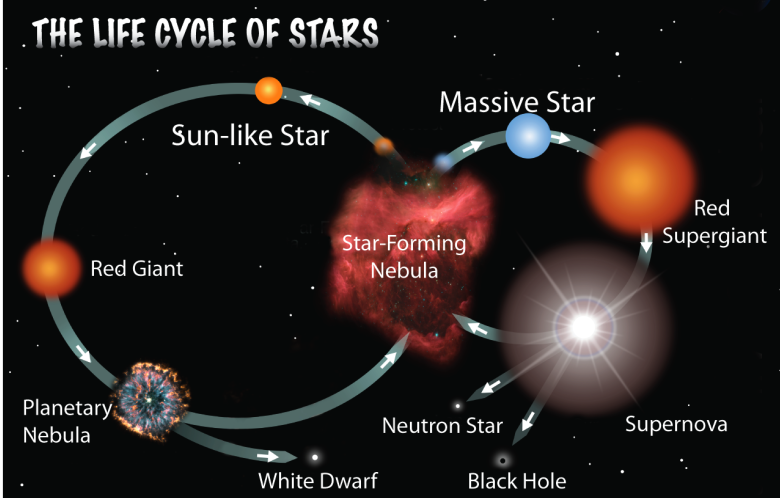 THE LIFE CYCLE OF STARS
Massive Star
Sun-like Star
Red
Supergiant
Star-Forming
Nebula
Red Giant
Planetary
Nebula
Neutron Star
Supernova
White Dwarf
Black Hole